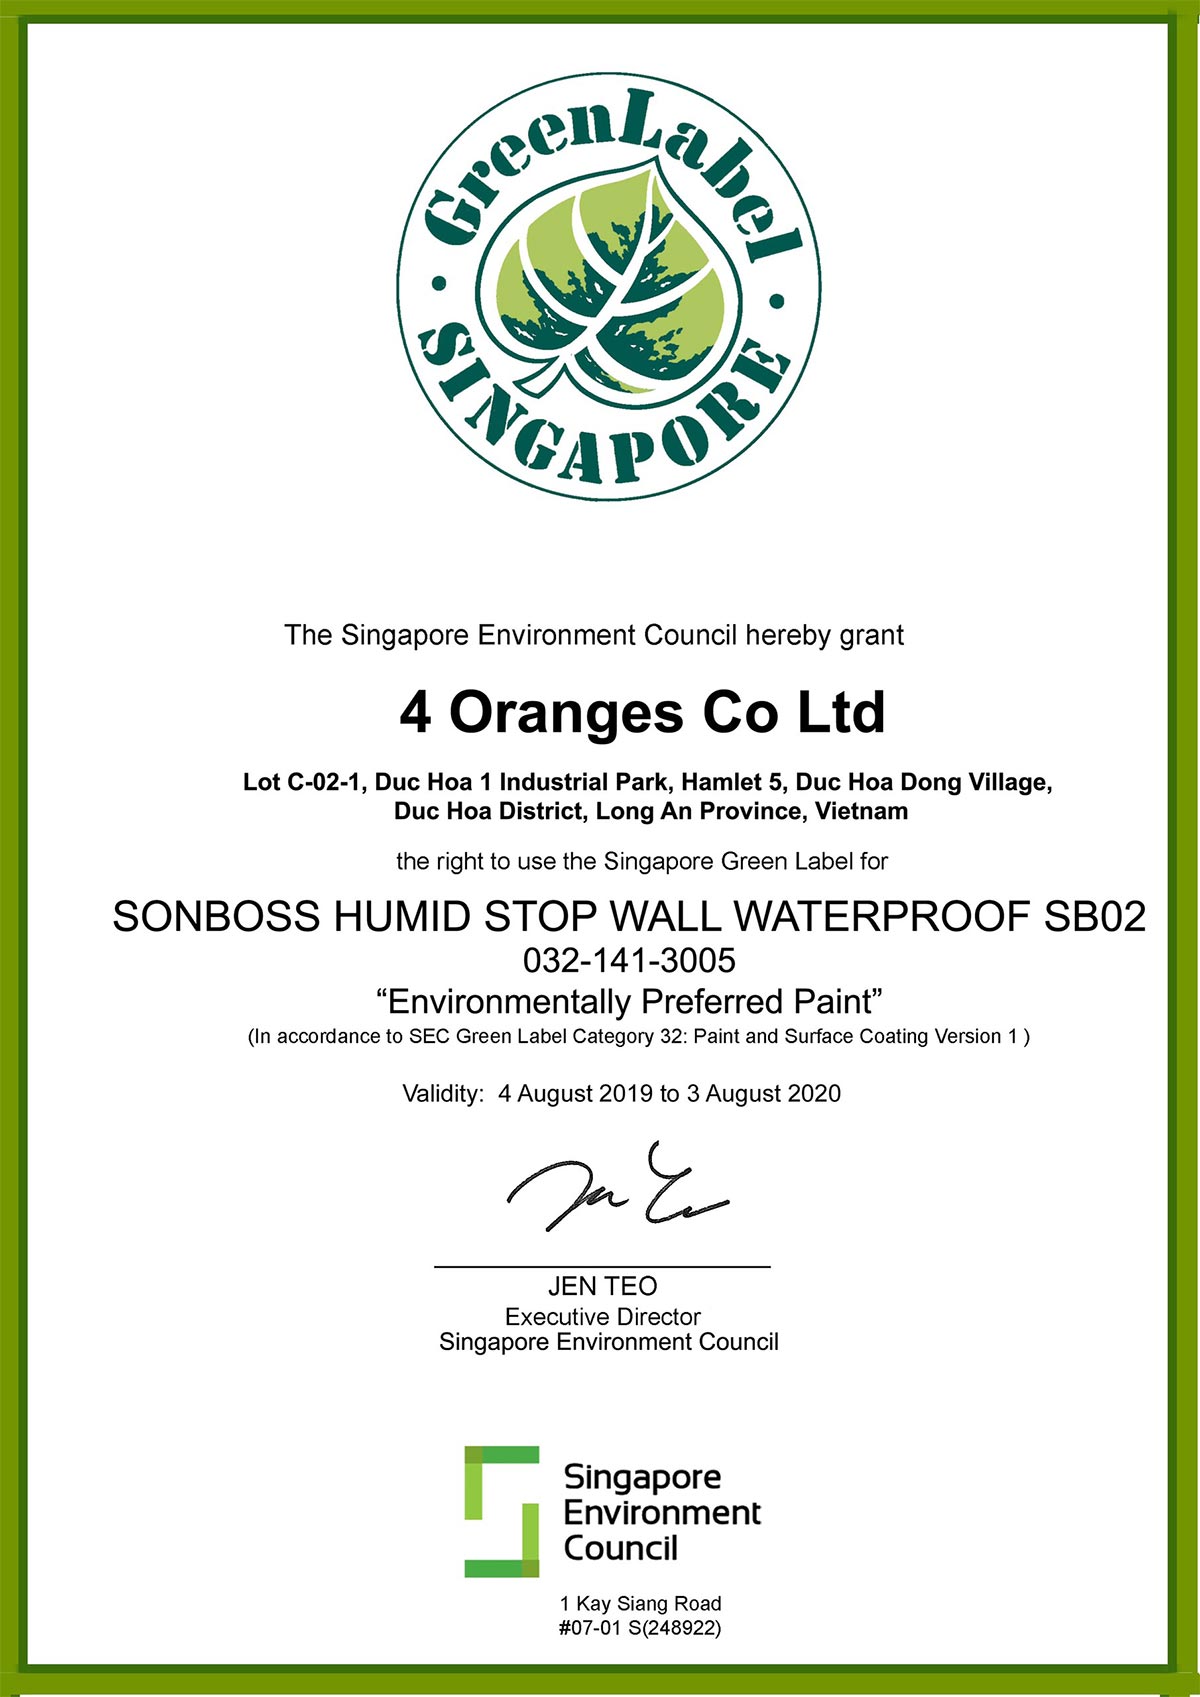 GreenLabel
SINGAPORE
The Singapore Environment Council hereby grant
4 Oranges Co Ltd
Lot C-02-1, Duc Hoa 1 Industrial Park, Hamlet 5, Duc Hoa Dong Village,
Duc Hoa District, Long An Province, Vietnam
the right to use the Singapore Green Label for
SONBOSS HUMID STOP WALL WATERPROOF SB02
032-141-3005
“Environmentally Preferred Paint”
(In accordance to SEC Green Label Category 32: Paint and Surface Coating Version 1 )
Validity: 4 August 2019 to 3 August 2020
Jen Teo
JEN TEO
Executive Director
Singapore Environment Council
Singapore
Environment
Council
1 Kay Siang Road
#07-01 S(248922)